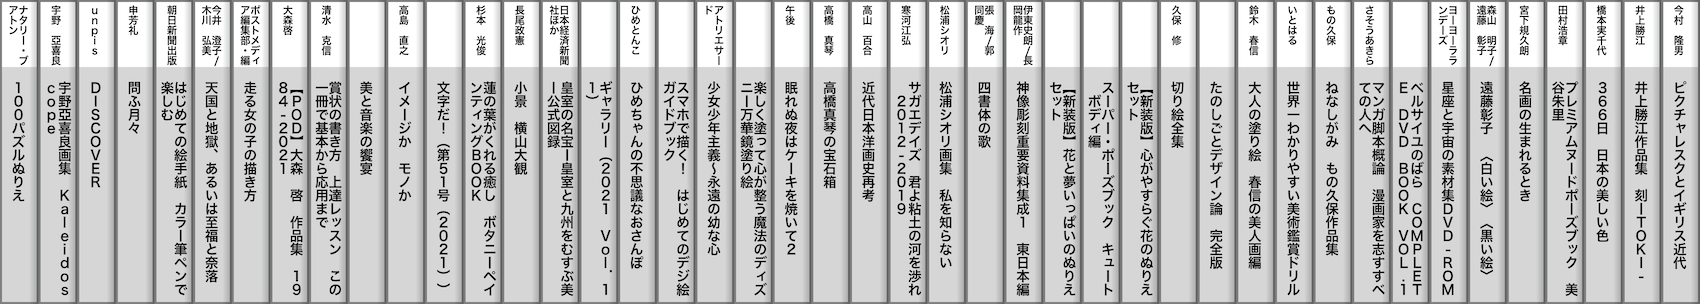 今村 隆男
ピクチャレスクとイギリス近代
井上勝江
井上勝江作品集 刻ーTOKIー
橋本実千代
366日 日本の美しい色
田村浩章
プレミアムヌードポーズブック 美
谷朱里
宮下規久朗
名画の生まれるとき
森山 明子/
遠藤 彰子
遠藤彰子 〈白い絵〉〈黒い絵〉
ヨーヨーララ
ンデーズ
星座と宇宙の素材集DVD-ROM
ベルサイユのばら COMPLET
E DVD BOOK VOL.1
さそうあきら
マンガ脚本概論 漫画家を志すすべ
ての人へ
もの久保
ねなしがみ もの久保作品集
いとはる
世界一わかりやすい美術鑑賞ドリル
鈴木 春信
大人の塗り絵 春信の美人画編
たのしごとデザイン論 完全版
久保 修
切り絵全集
【新装版】心がやすらぐ花のぬりえ
セット
スーパー・ポーズブック キュート
ボディ編
【新装版】花と夢いっぱいのぬりえ
セット
伊東史朗/長
岡龍作
神像彫刻重要資料集成1 東日本編
張 海/郭
同慶
四書体の歌
松浦シオリ
松浦シオリ画集 私を知らない
寒河江弘
サガエデイズ 君よ粘土の河を渉れ
2012-2019
高山 百合
近代日本洋画史再考
高橋 真琴
高橋真琴の宝石箱
午後
眠れぬ夜はケーキを焼いて2
楽しく塗って心が整う魔法のディズ
ニー万華鏡塗り絵
アトリエサー
ド
少女少年主義～永遠の幼な心
スマホで描く! はじめてのデジ絵
ガイドブック
ひめとんこ
ひめちゃんの不思議なおさんぽ
ギャラリー(2021 Vol.1
1)
日本経済新聞
社ほか
皇室の名宝ー皇室と九州をむすぶ美
ー公式図録
長尾政憲
小景 横山大観
杉本 光俊
蓮の葉がくれる癒し ボタニーペイ
ンティングBOOK
文字だ!(第51号(2021))
高島 直之
イメージか モノか
美と音楽の饗宴
清水 克信
賞状の書き方 上達レッスン この
一冊で基本から応用まで
大森啓
【POD】大森 啓 作品集 19
84-2021
ポストメディ
ア編集部・編
走る女の子の描き方
今井 澄子/
木川 弘美
天国と地獄、あるいは至福と奈落
朝日新聞出版
はじめての絵手紙 カラー筆ペンで
楽しむ
申芳礼
問ふ月々
unpis
DISCOVER
宇野 亞喜良
宇野亞喜良画集 Kaleidos
cope
ナタリー・ブ
アトン
100パズルぬりえ